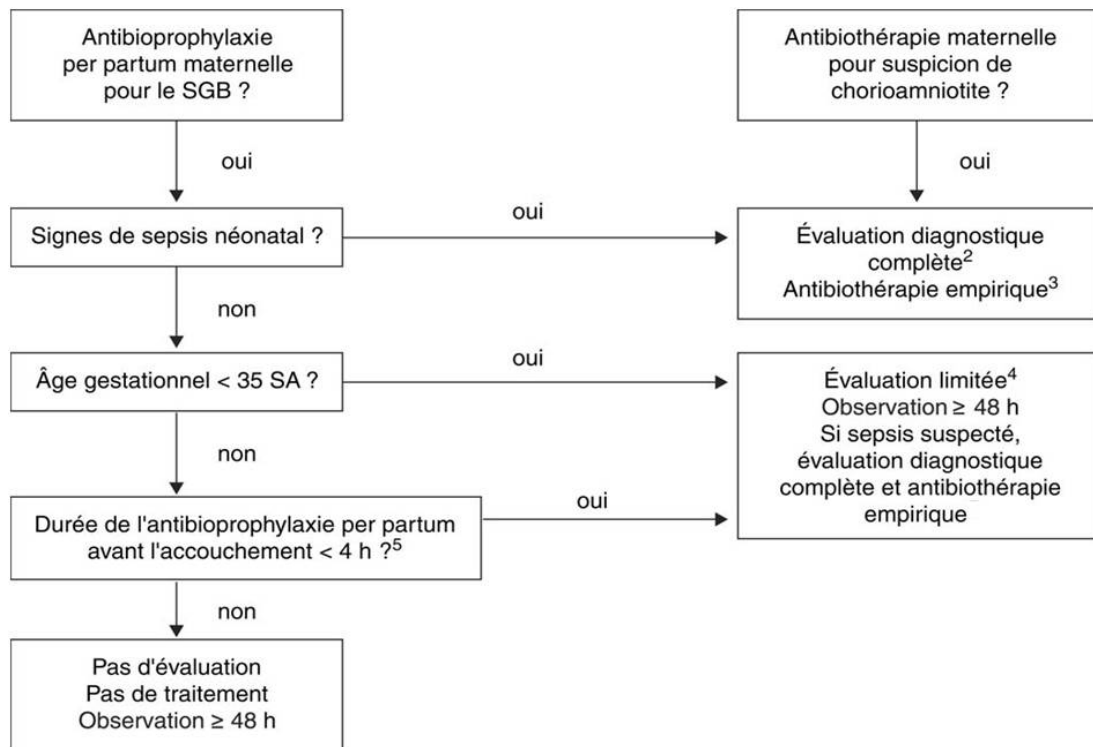 Antibioprophylaxie
per partum maternelle
pour le SGB ?
Antibiothérapie maternelle
pour suspicion de
chorioamniotite ?
oui
oui
Signes de sepsis néonatal ?
oui
Évaluation diagnostique
complète²
Antibiothérapie empirique³
non
Âge gestationnel < 35 SA ?
oui
Évaluation limitée⁴
Observation ≥ 48 h
Si sepsis suspecté,
évaluation diagnostique
complète et antibiothérapie
empirique
non
Durée de l'antibioprophylaxie per partum
avant l'accouchement < 4 h ?⁵
oui
non
Pas d'évaluation
Pas de traitement
Observation ≥ 48 h